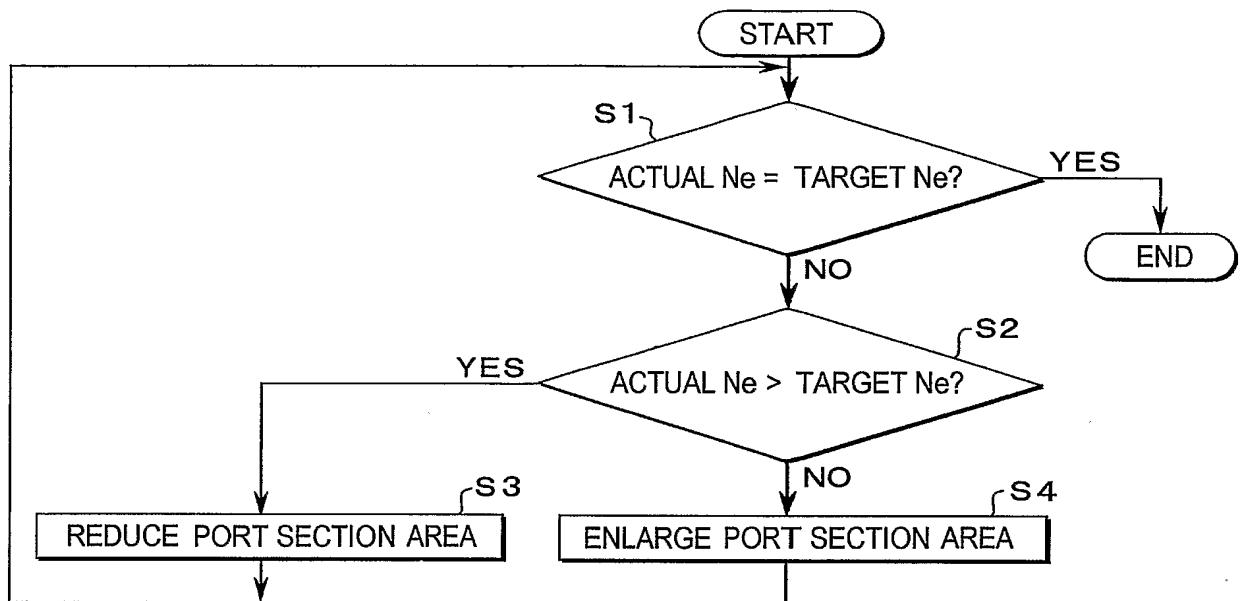 START
S1
ACTUAL Ne = TARGET Ne?
YES
END
NO
S2
YES
ACTUAL Ne > TARGET Ne?
NO
S3
S4
REDUCE PORT SECTION AREA
ENLARGE PORT SECTION AREA